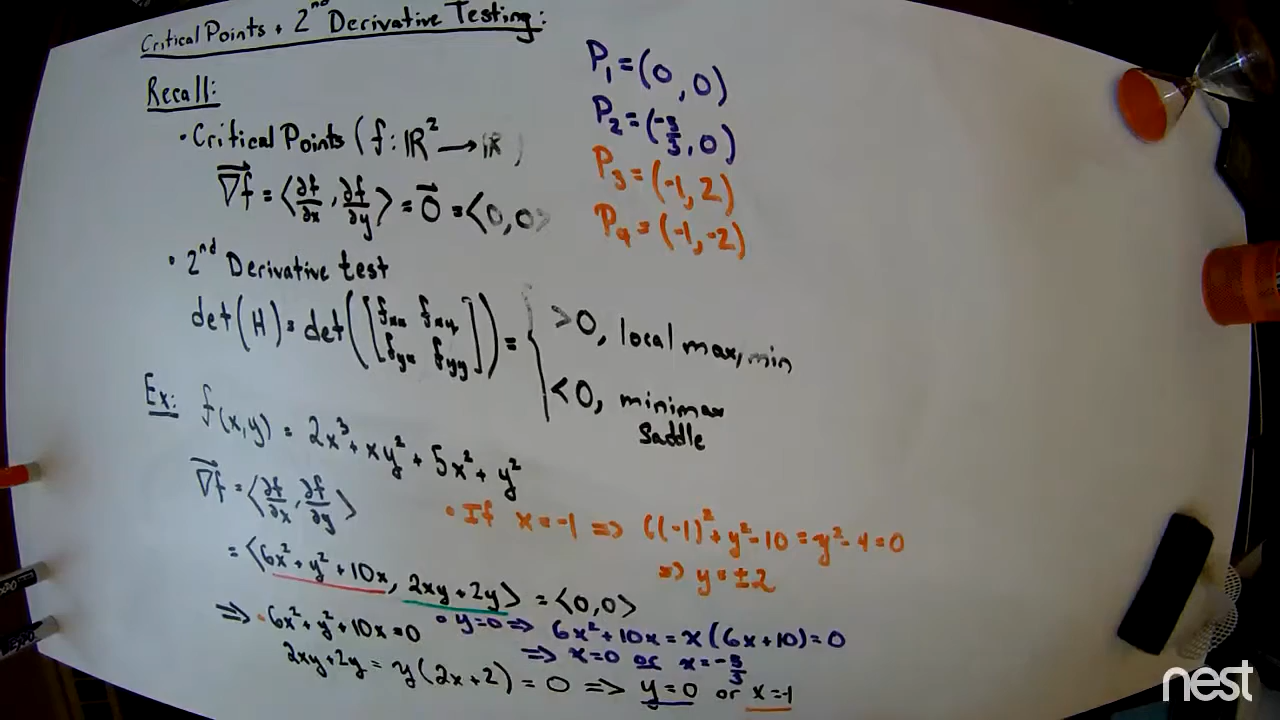 Critical Points + 2nd Derivative Testing:
Recall:
• Critical Points (f: ℝ² → ℝ)
∇f = ⟨∂f/∂x, ∂f/∂y⟩ = 0⃗ = ⟨0,0⟩
• 2nd Derivative test
det(H) = det([fxx fxy
fyx fyy]) = { >0, local max, min
<0, minimax
Saddle
P₁ = (0, 0)
P₂ = (-5/3, 0)
P₃ = (-1, 2)
P₄ = (-1, -2)
Ex: f(x,y) = 2x³ + xy² + 5x² + y²
∇f = ⟨∂f/∂x, ∂f/∂y⟩
= ⟨6x² + y² + 10x, 2xy + 2y⟩ = ⟨0,0⟩
• If x = -1 ⇒ 6(-1)² + y² - 10 = y² - 4 = 0
⇒ y = ±2
⇒ • 6x² + y² + 10x = 0
2xy + 2y = y(2x + 2) = 0 ⇒ y = 0 or x = -1
• y = 0 ⇒ 6x² + 10x = x(6x + 10) = 0
⇒ x = 0 or x = -5/3
nest